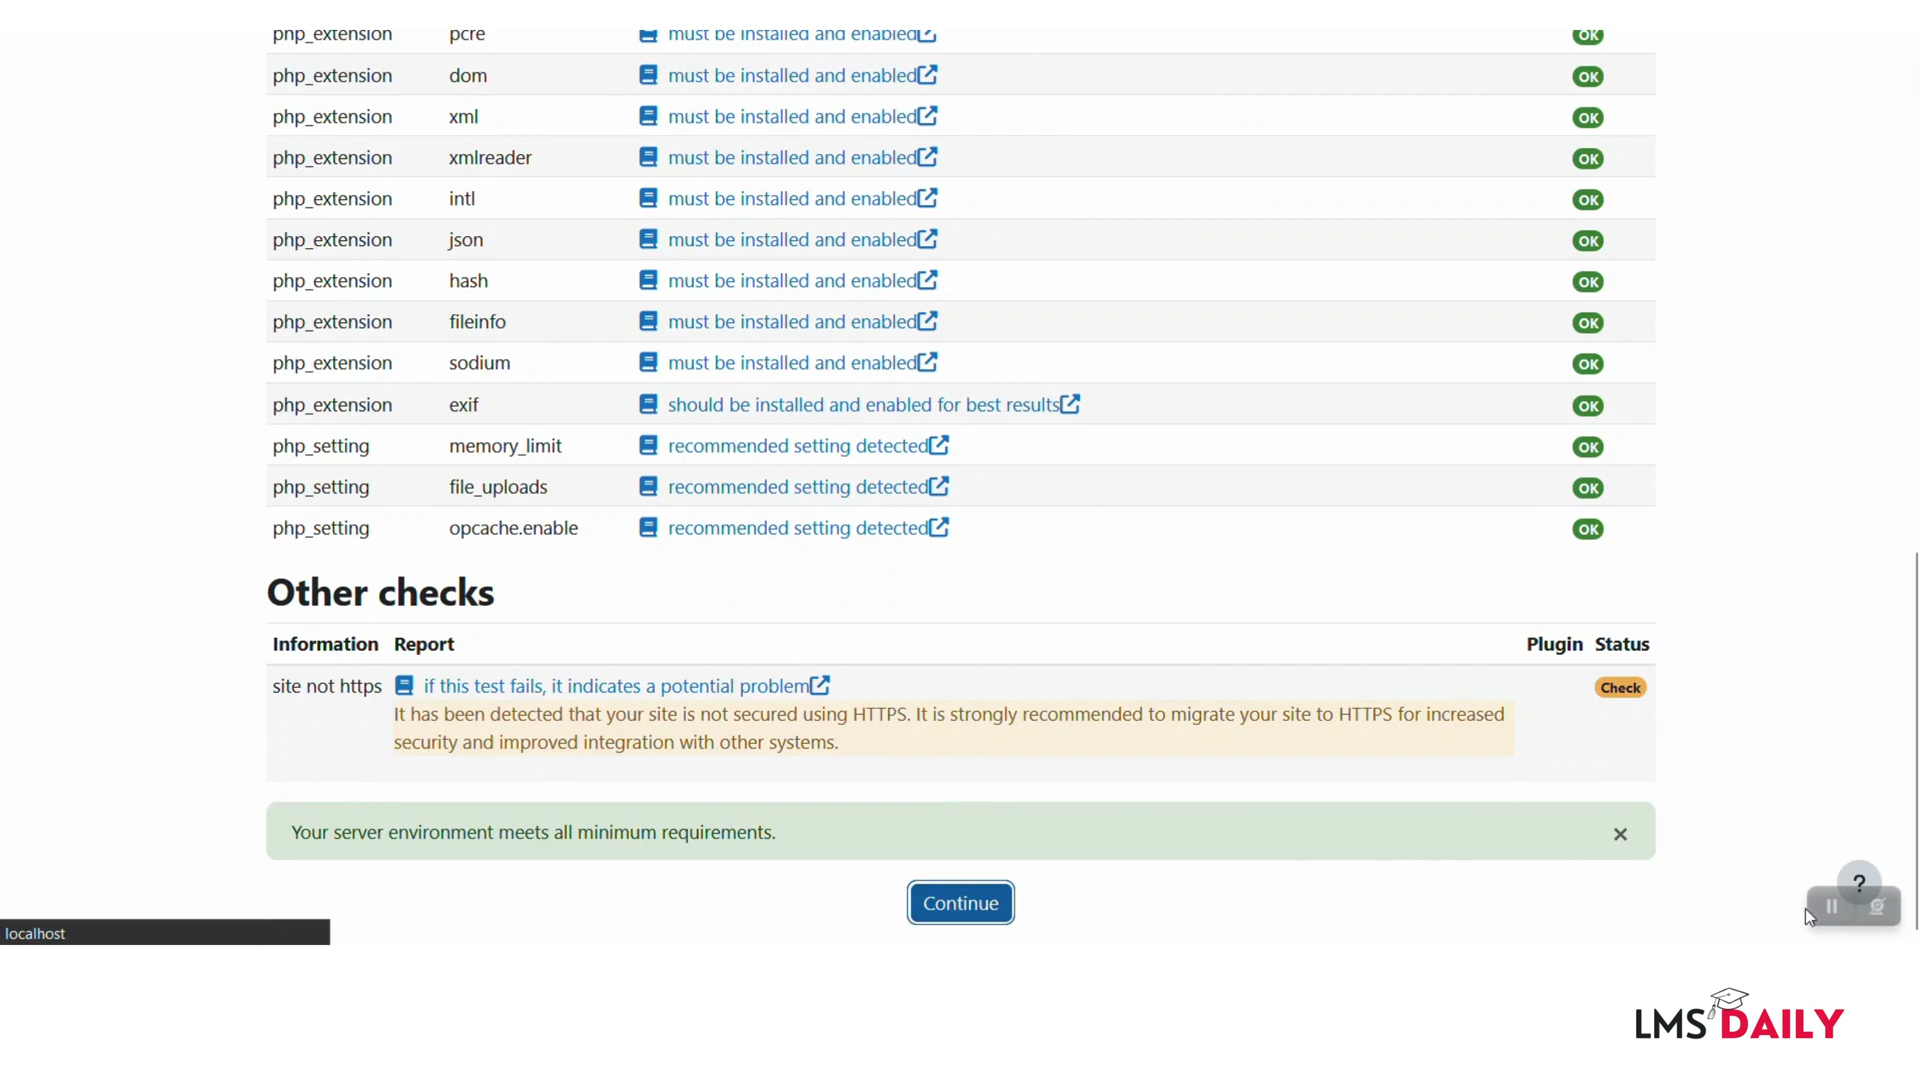 php_extension pcre must be installed and enabled OK
php_extension dom must be installed and enabled OK
php_extension xml must be installed and enabled OK
php_extension xmlreader must be installed and enabled OK
php_extension intl must be installed and enabled OK
php_extension json must be installed and enabled OK
php_extension hash must be installed and enabled OK
php_extension fileinfo must be installed and enabled OK
php_extension sodium must be installed and enabled OK
php_extension exif should be installed and enabled for best results OK
php_setting memory_limit recommended setting detected OK
php_setting file_uploads recommended setting detected OK
php_setting opcache.enable recommended setting detected OK
Other checks
Information Report Plugin Status
site not https if this test fails, it indicates a potential problem Check
It has been detected that your site is not secured using HTTPS. It is strongly recommended to migrate your site to HTTPS for increased
security and improved integration with other systems.
Your server environment meets all minimum requirements. ×
Continue
?
localhost
LMS DAILY